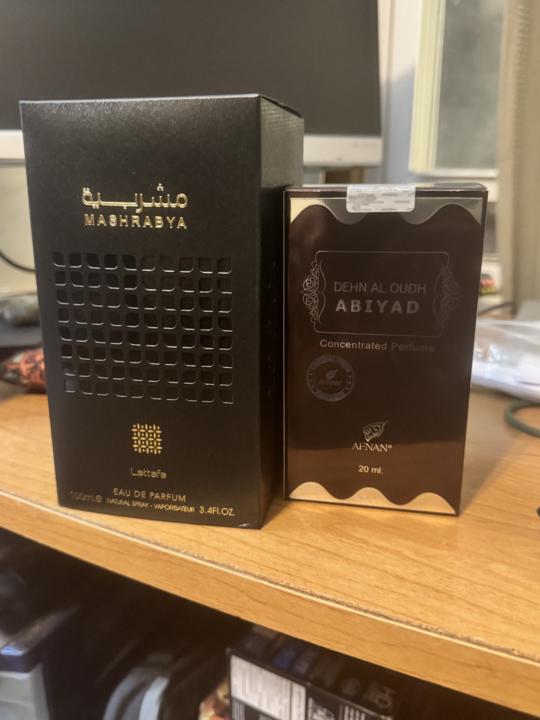 مشربية
MASHRABYA
Lattafa
EAU DE PARFUM
100ml.e NATURAL SPRAY - VAPORISATEUR 3.4FL.OZ.
DEHN AL OUDH
ABIYAD
Concentrated Perfume
AFNAN
AFNAN®
20 ml.